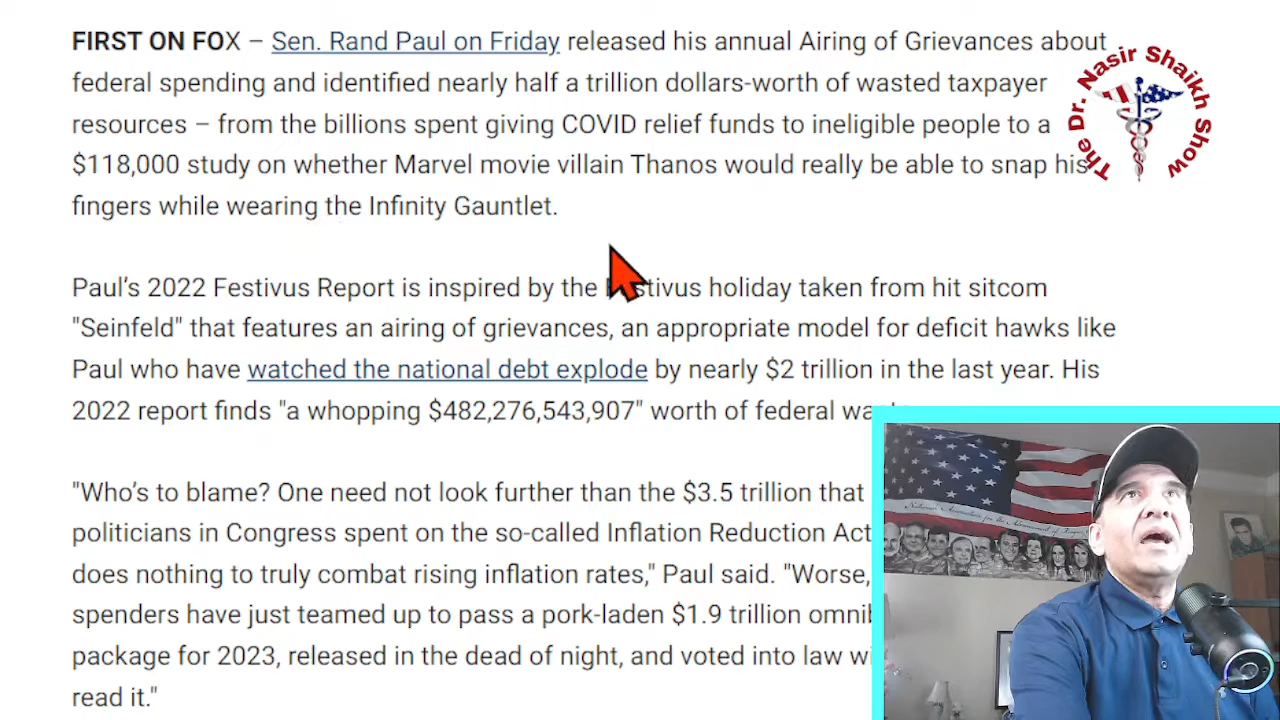 FIRST ON FOX – Sen. Rand Paul on Friday released his annual Airing of Grievances about
federal spending and identified nearly half a trillion dollars-worth of wasted taxpayer
resources – from the billions spent giving COVID relief funds to ineligible people to a
$118,000 study on whether Marvel movie villain Thanos would really be able to snap his
fingers while wearing the Infinity Gauntlet.
The Dr. Nasir Shaikh Show
Paul's 2022 Festivus Report is inspired by the holiday taken from hit sitcom
"Seinfeld" that features an airing of grievances, an appropriate model for deficit hawks like
Paul who have watched the national debt explode by nearly $2 trillion in the last year. His
2022 report finds "a whopping $482,276,543,907" worth of federal
"Who's to blame? One need not look further than the $3.5 trillion that
politicians in Congress spent on the so-called Inflation Reduction Act
does nothing to truly combat rising inflation rates," Paul said. "Worse,
spenders have just teamed up to pass a pork-laden $1.9 trillion
package for 2023, released in the dead of night, and voted into law
read it."